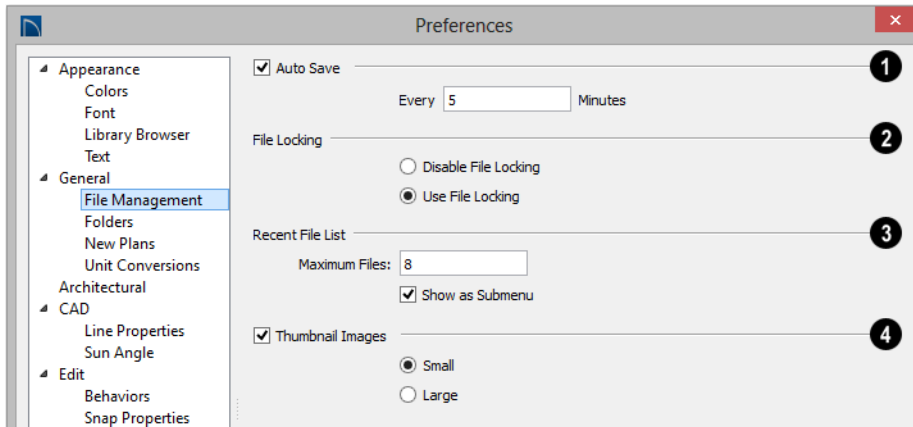 Preferences
Appearance
Colors
Font
Library Browser
Text
General
File Management
Folders
New Plans
Unit Conversions
Architectural
CAD
Line Properties
Sun Angle
Edit
Behaviors
Snap Properties
Auto Save 1
Every 5 Minutes
File Locking 2
Disable File Locking
Use File Locking
Recent File List 3
Maximum Files: 8
Show as Submenu
Thumbnail Images 4
Small
Large